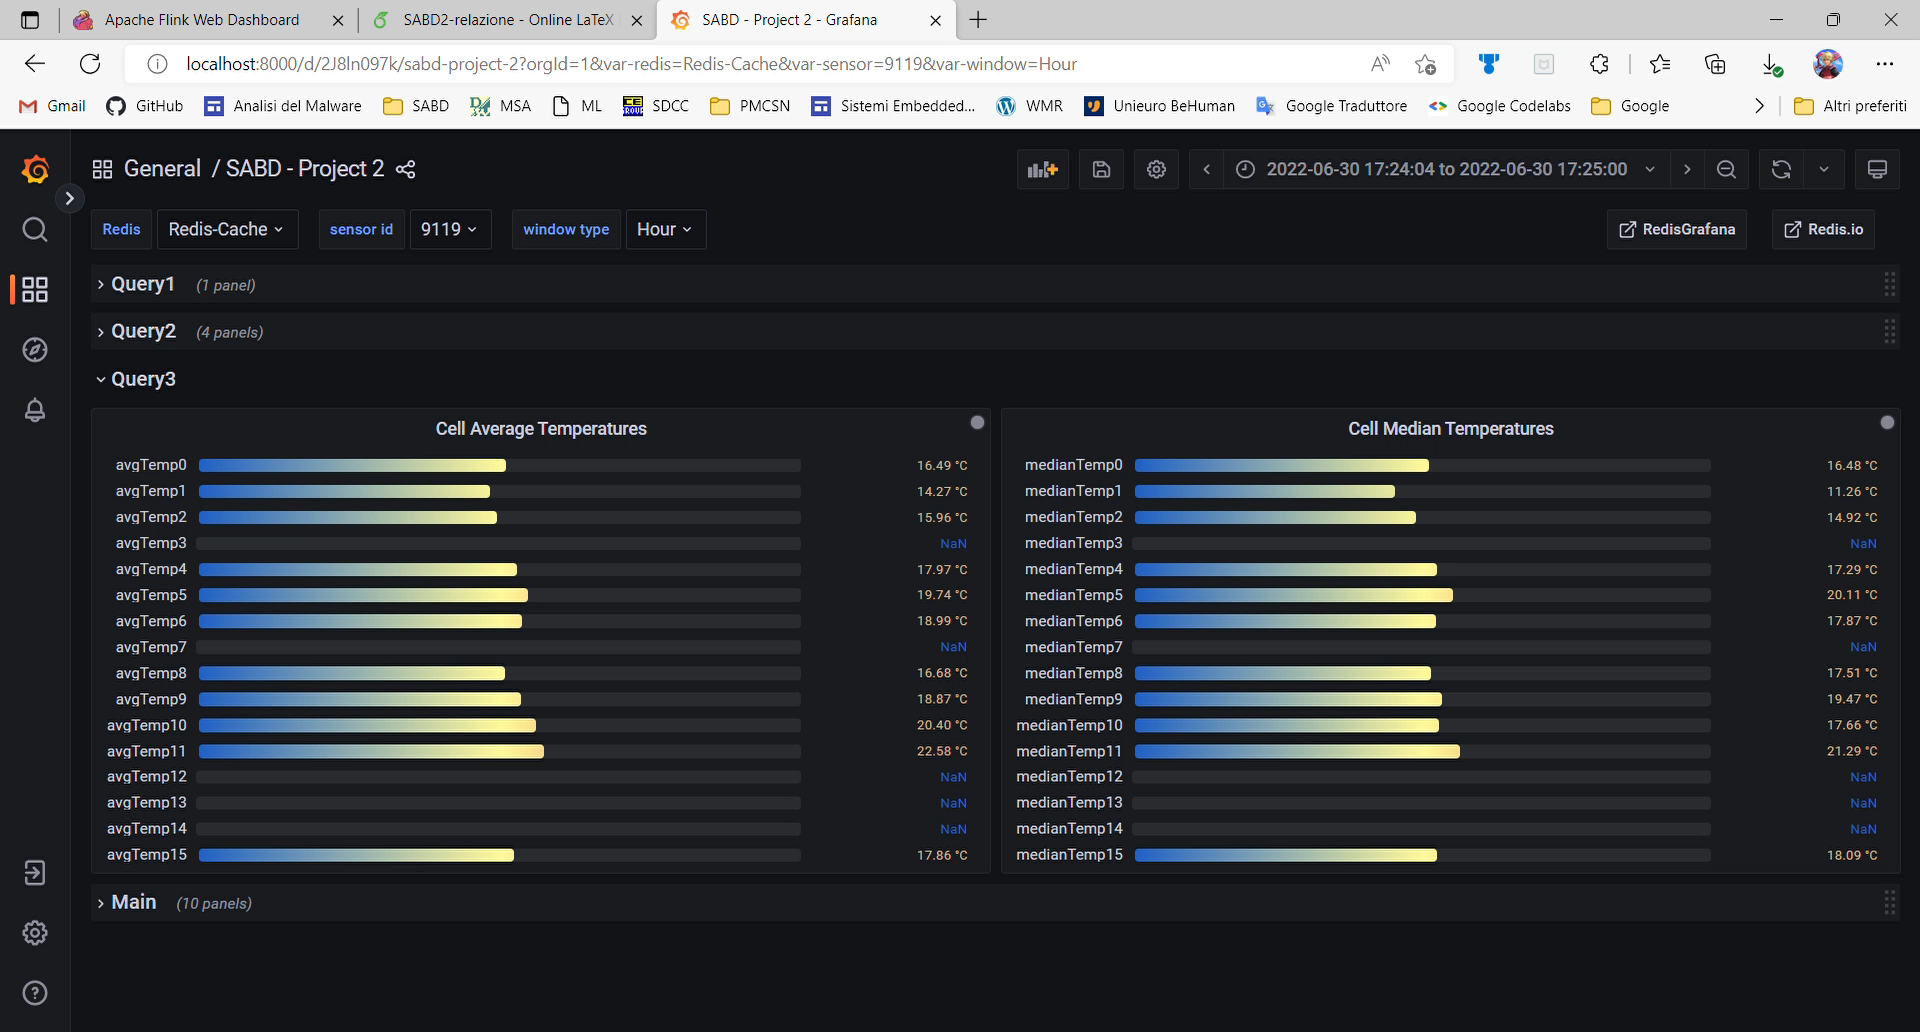 Apache Flink Web Dashboard
SABD2-relazione - Online LaTeX
SABD - Project 2 - Grafana
localhost:8000/d/2J8ln097k/sabd-project-2?orgId=1&var-redis=Redis-Cache&var-sensor=9119&var-window=Hour
Gmail GitHub Analisi del Malware SABD MSA ML SDCC PMCSN Sistemi Embedded... WMR Unieuro BeHuman Google Traduttore Google Codelabs Google Altri preferiti
General / SABD - Project 2
2022-06-30 17:24:04 to 2022-06-30 17:25:00
Redis Redis-Cache sensor id 9119 window type Hour RedisGrafana Redis.io
Query1 (1 panel)
Query2 (4 panels)
Query3
Cell Average Temperatures
avgTemp0 16.49 °C
avgTemp1 14.27 °C
avgTemp2 15.96 °C
avgTemp3 NaN
avgTemp4 17.97 °C
avgTemp5 19.74 °C
avgTemp6 18.99 °C
avgTemp7 NaN
avgTemp8 16.68 °C
avgTemp9 18.87 °C
avgTemp10 20.40 °C
avgTemp11 22.58 °C
avgTemp12 NaN
avgTemp13 NaN
avgTemp14 NaN
avgTemp15 17.86 °C
Cell Median Temperatures
medianTemp0 16.48 °C
medianTemp1 11.26 °C
medianTemp2 14.92 °C
medianTemp3 NaN
medianTemp4 17.29 °C
medianTemp5 20.11 °C
medianTemp6 17.87 °C
medianTemp7 NaN
medianTemp8 17.51 °C
medianTemp9 19.47 °C
medianTemp10 17.66 °C
medianTemp11 21.29 °C
medianTemp12 NaN
medianTemp13 NaN
medianTemp14 NaN
medianTemp15 18.09 °C
Main (10 panels)